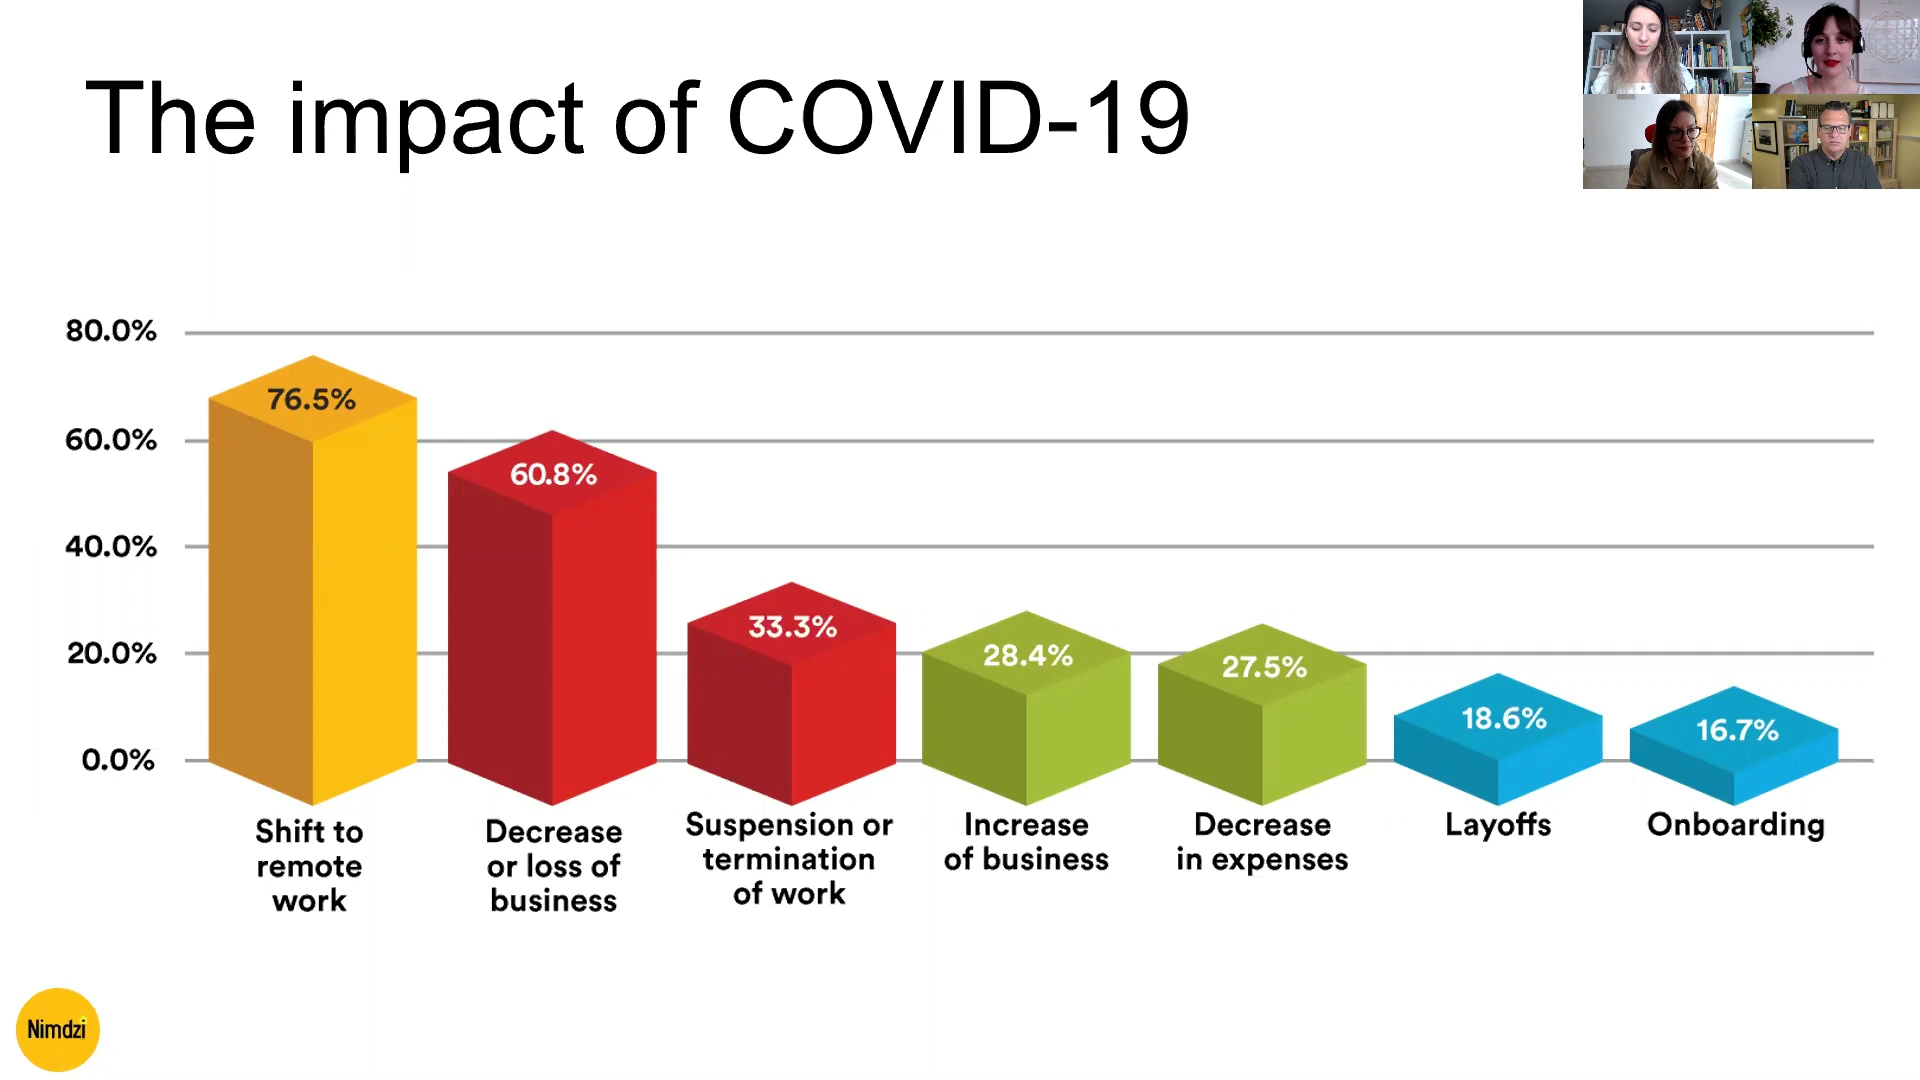 The impact of COVID-19
80.0%
60.0%
40.0%
20.0%
0.0%
76.5%
60.8%
33.3%
28.4%
27.5%
18.6%
16.7%
Shift to
remote
work
Decrease
or loss of
business
Suspension or
termination
of work
Increase
of business
Decrease
in expenses
Layoffs
Onboarding
Nimdzi